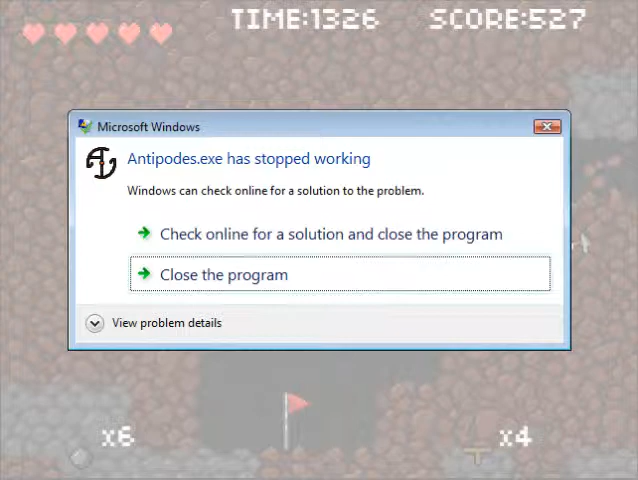 TIME:1326 SCORE:527
Microsoft Windows
Antipodes.exe has stopped working
Windows can check online for a solution to the problem.
Check online for a solution and close the program
Close the program
View problem details
x6 x4